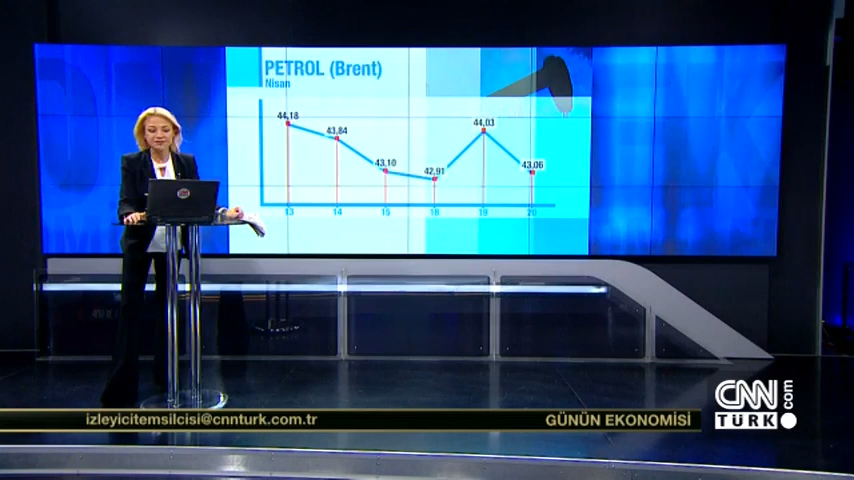 PETROL (Brent)
Nisan
44,18
43,84
43,10
42,91
44,03
43,06
13
14
15
18
19
20
izleyicitemsilcisi@cnnturk.com.tr
GÜNÜN EKONOMİSİ
CNN
TÜRK
.com